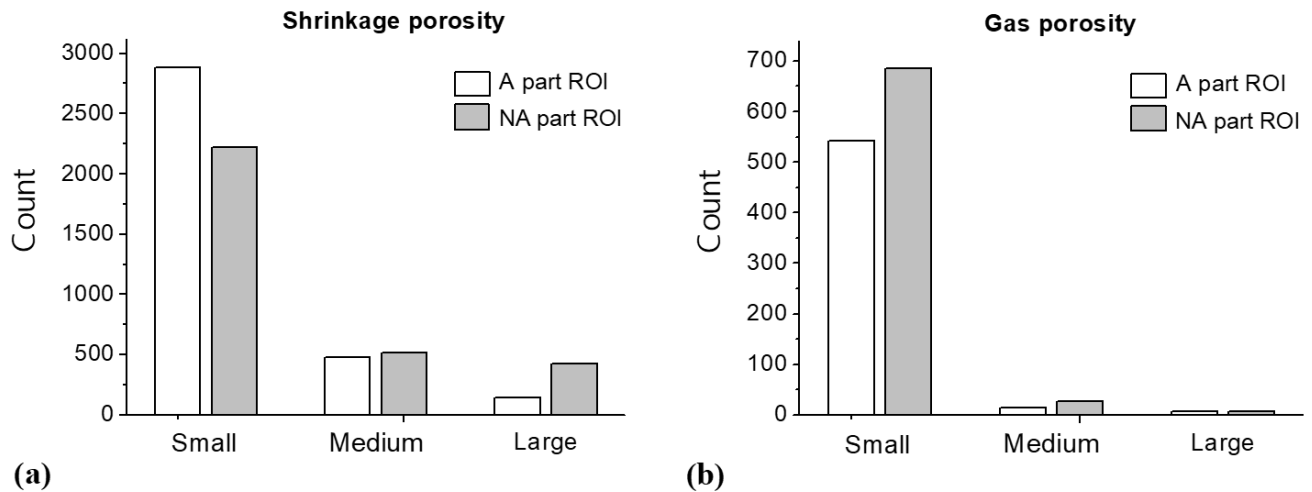 Shrinkage porosity
3000
2500
2000
1500
1000
500
0
Count
A part ROI
NA part ROI
Small Medium Large
(a)
Gas porosity
700
600
500
400
300
200
100
0
Count
A part ROI
NA part ROI
Small Medium Large
(b)